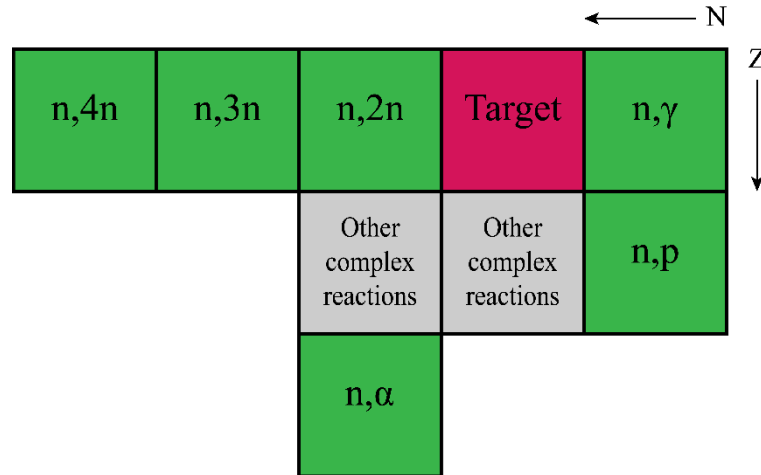 N
Z
n,4n
n,3n
n,2n
Target
n,γ
Other
complex
reactions
Other
complex
reactions
n,p
n,α